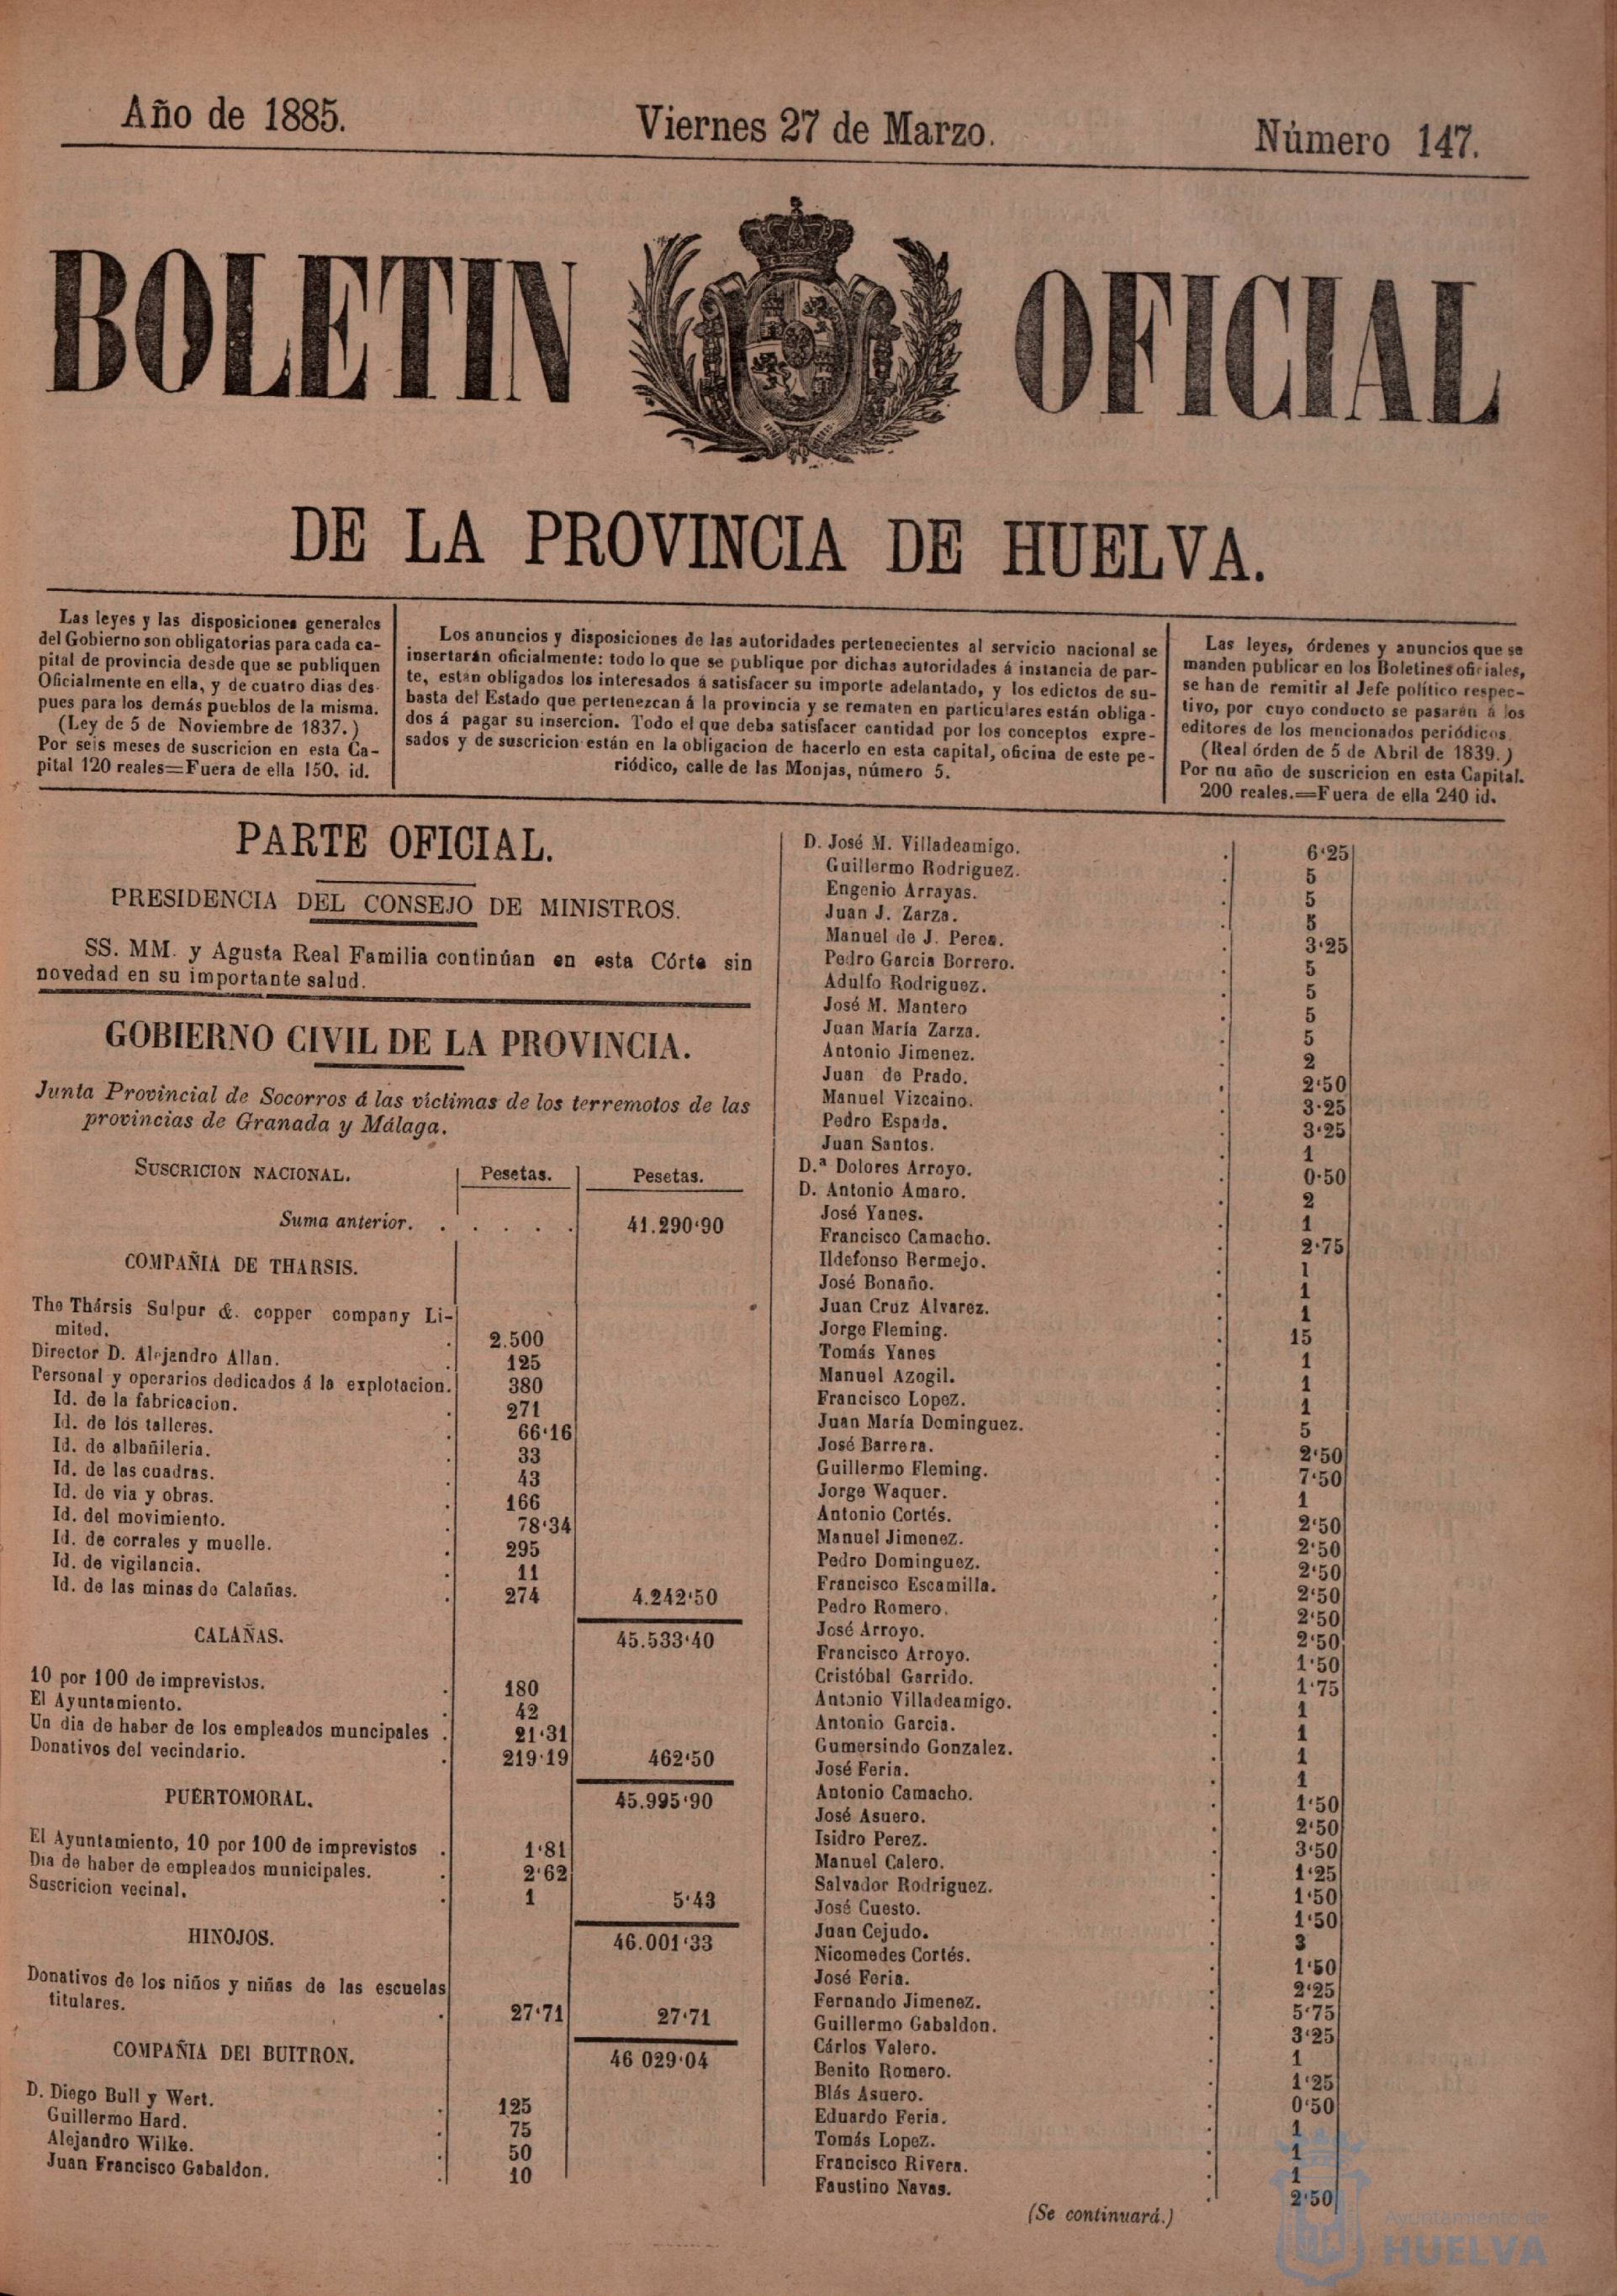 Año de 1885.
Viernes 27 de Marzo.
Número 147.
BOLETIN OFICIAL
DE LA PROVINCIA DE HUELVA.
Las leyes y las disposiciones generales
del Gobierno son obligatorias para cada ca-
pital de provincia desde que se publiquen
Oficialmente en ella, y de cuatro dias des-
pues para los demás pueblos de la misma.
(Ley de 5 de Noviembre de 1837.)
Por seis meses de suscricion en esta Ca-
pital 120 reales=Fuera de ella 150. id.
Los anuncios y disposiciones de las autoridades pertenecientes al servicio nacional se
insertarán oficialmente: todo lo que se publique por dichas autoridades á instancia de par-
te, están obligados los interesados á satisfacer su importe adelantado, y los edictos de su-
basta del Estado que pertenezcan á la provincia y se rematen en particulares están obliga-
dos á pagar su insercion. Todo el que deba satisfacer cantidad por los conceptos expre-
sados y de suscricion están en la obligacion de hacerlo en esta capital, oficina de este pe-
riódico, calle de las Monjas, número 5.
Las leyes, órdenes y anuncios que se
manden publicar en los Boletines oficiales,
se han de remitir al Jefe político respec-
tivo, por cuyo conducto se pasarán á los
editores de los mencionados periódicos.
(Real órden de 5 de Abril de 1839.)
Por nu año de suscricion en esta Capital.
200 reales.=Fuera de ella 240 id.
PARTE OFICIAL.
PRESIDENCIA DEL CONSEJO DE MINISTROS.
SS. MM. y Agusta Real Familia continúan en esta Córte sin
novedad en su importante salud.
GOBIERNO CIVIL DE LA PROVINCIA.
Junta Provincial de Socorros á las víctimas de los terremotos de las
provincias de Granada y Málaga.
SUSCRICION NACIONAL. Pesetas. Pesetas.
Suma anterior. . . . . . . 41.290'90
COMPAÑIA DE THARSIS.
The Thársis Sulpur &. copper company Li-
mited. . 2.500
Director D. Alejandro Allan. . 125
Personal y operarios dedicados á la explotacion. 380
Id. de la fabricacion. . 271
Id. de los talleres. . 66'16
Id. de albañileria. . 33
Id. de las cuadras. . 43
Id. de via y obras. . 166
Id. del movimiento. . 78'34
Id. de corrales y muelle. . 295
Id. de vigilancia. . 11
Id. de las minas de Calañas. . 274 4.242'50
45.533'40
CALAÑAS.
10 por 100 de imprevistos. . 180
El Ayuntamiento. . 42
Un dia de haber de los empleados muncipales . 21'31
Donativos del vecindario. . 219'19 462'50
45.995'90
PUERTOMORAL.
El Ayuntamiento, 10 por 100 de imprevistos . 1'81
Dia de haber de empleados municipales. . 2'62
Suscricion vecinal. . 1 5'43
46.001'33
HINOJOS.
Donativos de los niños y niñas de las escuelas
titulares. . 27'71 27'71
46 029'04
COMPAÑIA DEl BUITRON.
D. Diego Bull y Wert. . 125
Guillermo Hard. . 75
Alejandro Wilke. . 50
Juan Francisco Gabaldon. . 10
D. José M. Villadeamigo. . 6'25
Guillermo Rodriguez. . 5
Engenio Arrayas. . 5
Juan J. Zarza. . 5
Manuel de J. Perea. . 3'25
Pedro Garcia Borrero. . 5
Adulfo Rodriguez. . 5
José M. Mantero . 5
Juan María Zarza. . 5
Antonio Jimenez. . 2
Juan de Prado. . 2'50
Manuel Vizcaino. . 3'25
Pedro Espada. . 3'25
Juan Santos. . 1
D.ª Dolores Arroyo. . 0'50
D. Antonio Amaro. . 2
José Yanes. . 1
Francisco Camacho. . 2'75
Ildefonso Bermejo. . 1
José Bonaño. . 1
Juan Cruz Alvarez. . 1
Jorge Fleming. . 15
Tomás Yanes . 1
Manuel Azogil. . 1
Francisco Lopez. . 1
Juan María Dominguez. . 5
José Barrera. . 2'50
Guillermo Fleming. . 7'50
Jorge Waquer. . 1
Antonio Cortés. . 2'50
Manuel Jimenez. . 2'50
Pedro Dominguez. . 2'50
Francisco Escamilla. . 2'50
Pedro Romero. . 2'50
José Arroyo. . 2'50
Francisco Arroyo. . 1'50
Cristóbal Garrido. . 1'75
Antonio Villadeamigo. . 1
Antonio Garcia. . 1
Gumersindo Gonzalez. . 1
José Feria. . 1
Antonio Camacho. . 1'50
José Asuero. . 2'50
Isidro Perez. . 3'50
Manuel Calero. . 1'25
Salvador Rodriguez. . 1'50
José Cuesto. . 1'50
Juan Cejudo. . 3
Nicomedes Cortés. . 1'50
José Feria. . 2'25
Fernando Jimenez. . 5'75
Guillermo Gabaldon. . 3'25
Cárlos Valero. . 1
Benito Romero. . 1'25
Blás Asuero. . 0'50
Eduardo Feria. . 1
Tomás Lopez. . 1
Francisco Rivera. . 1
Faustino Navas. . 2'50
(Se continuará.)
Ayuntamiento de
HUELVA